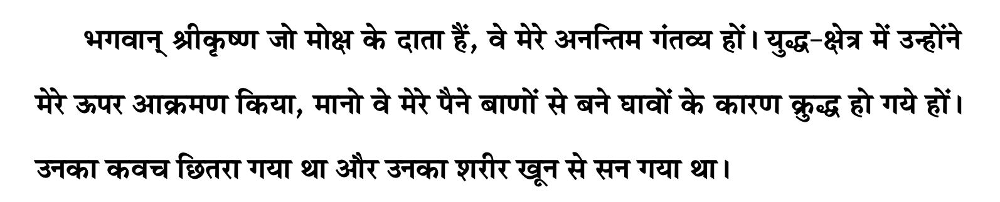 भगवान् श्रीकृष्ण जो मोक्ष के दाता हैं, वे मेरे अनन्तिम गंतव्य हों। युद्ध-क्षेत्र में उन्होंने
मेरे ऊपर आक्रमण किया, मानो वे मेरे पैने बाणों से बने घावों के कारण क्रुद्ध हो गये हों।
उनका कवच छितरा गया था और उनका शरीर खून से सन गया था।